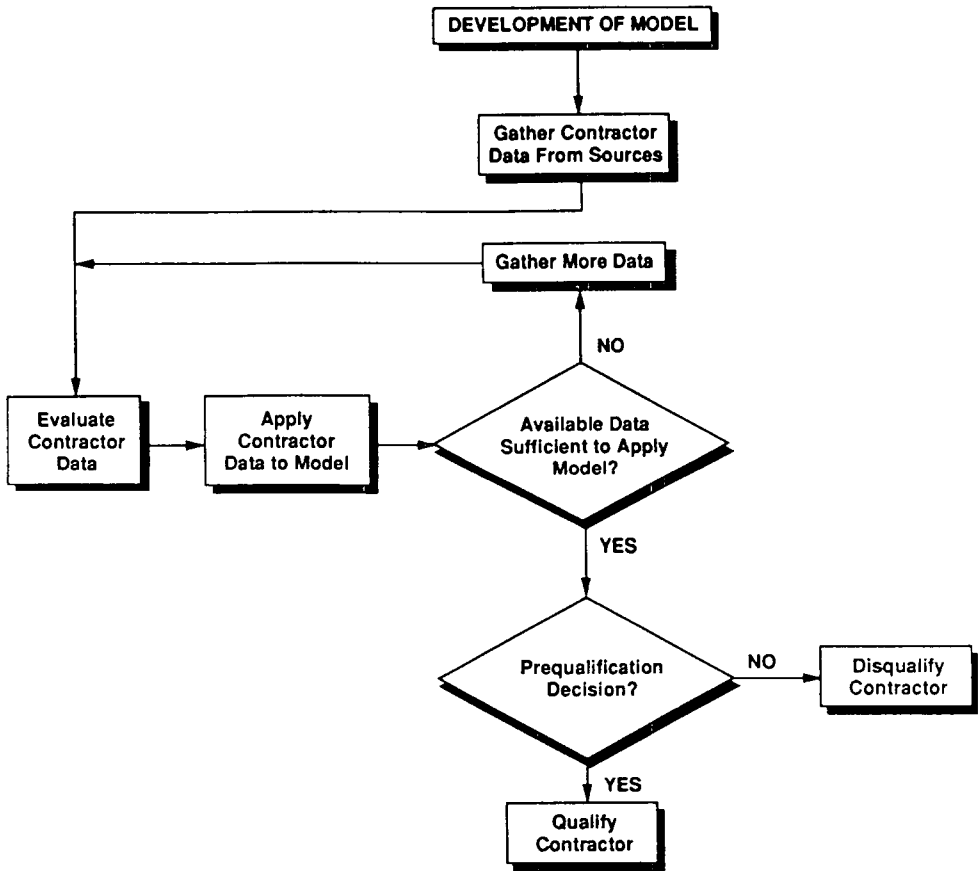 DEVELOPMENT OF MODEL
Gather Contractor
Data From Sources
Gather More Data
NO
Evaluate
Contractor
Data
Apply
Contractor
Data to Model
Available Data
Sufficient to Apply
Model?
YES
Prequalification
Decision?
NO
Disqualify
Contractor
YES
Qualify
Contractor